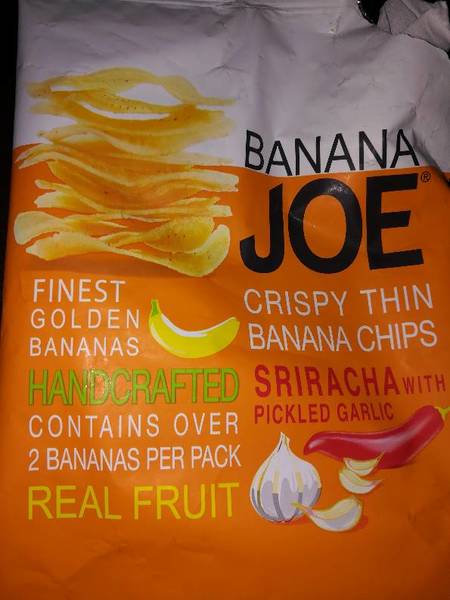 BANANA
JOE®
FINEST
GOLDEN
BANANAS
HANDCRAFTED
CONTAINS OVER
2 BANANAS PER PACK
REAL FRUIT
CRISPY THIN
BANANA CHIPS
SRIRACHA WITH
PICKLED GARLIC